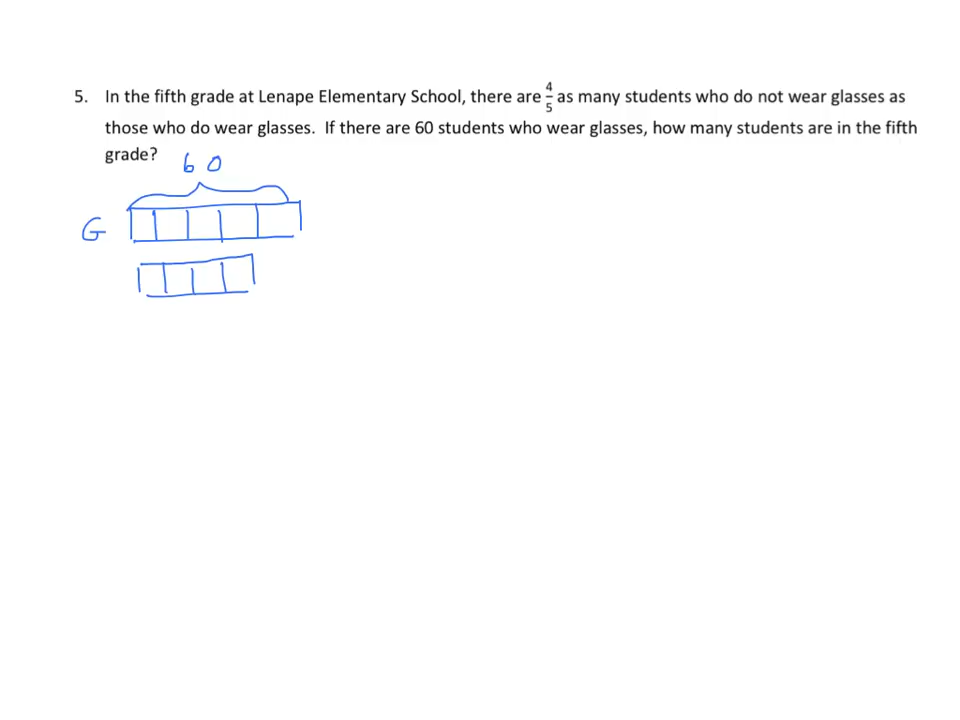 5. In the fifth grade at Lenape Elementary School, there are 4/5 as many students who do not wear glasses as
those who do wear glasses. If there are 60 students who wear glasses, how many students are in the fifth
grade?
60
G